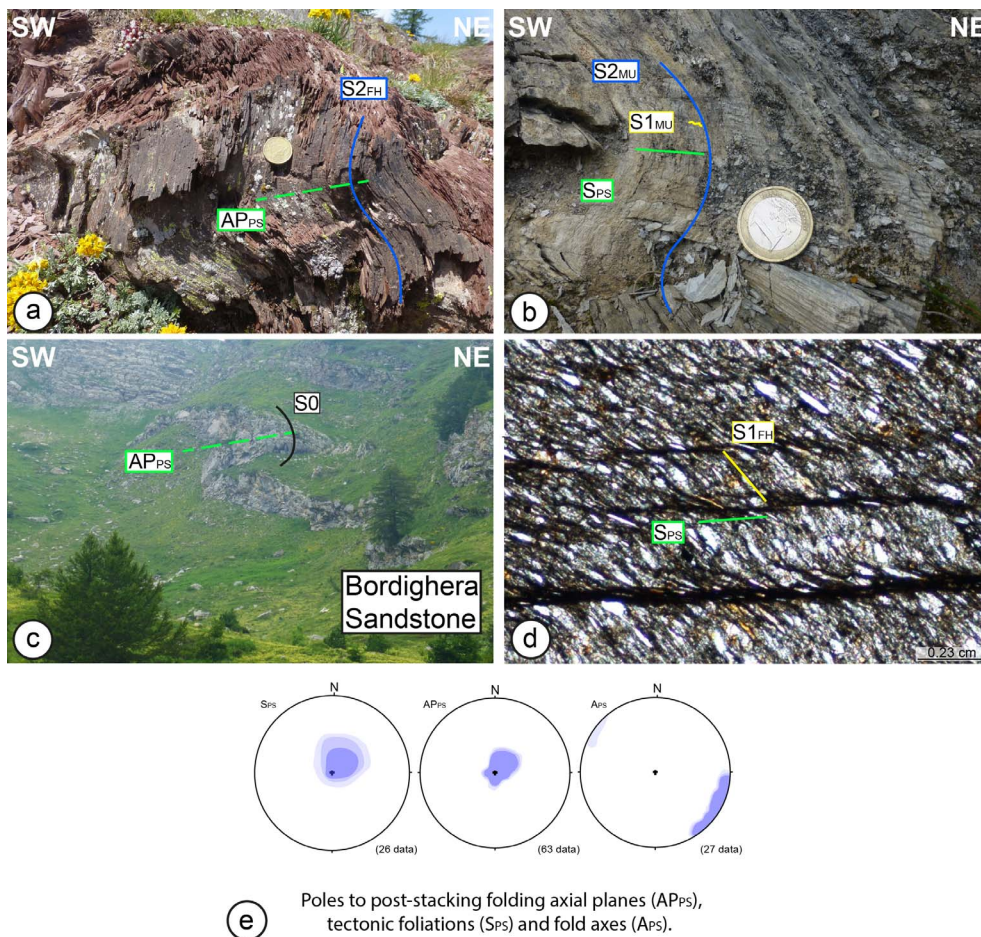 SW NE
S2FH
APPS
a
SW NE
S2MU
S1MU
SPS
b
SW NE
S0
APPS
Bordighera
Sandstone
c
S1FH
SPS
0.23 cm
d
SPS N
(26 data)
APPS N
(63 data)
APS N
(27 data)
e
Poles to post-stacking folding axial planes (APPS),
tectonic foliations (SPS) and fold axes (APS).